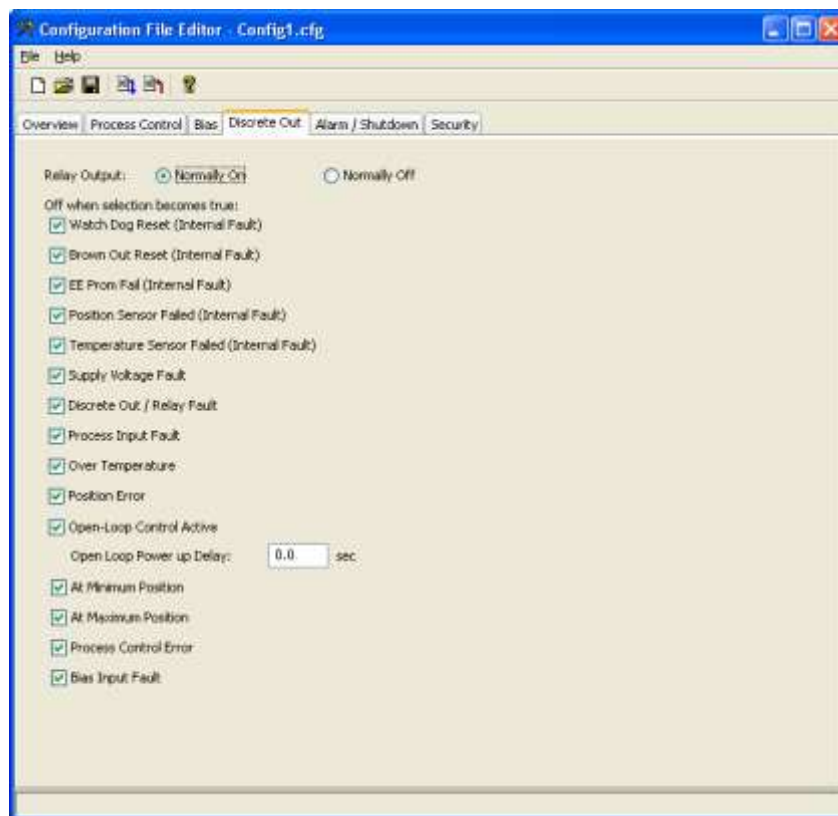 Configuration File Editor - Config1.cfg
File Help
Overview Process Control Bias Discrete Out Alarm / Shutdown Security
Relay Output: Normally On Normally Off
Off when selection becomes true:
Watch Dog Reset (Internal Fault)
Brown Out Reset (Internal Fault)
EE Prom Fail (Internal Fault)
Position Sensor Failed (Internal Fault)
Temperature Sensor Failed (Internal Fault)
Supply Voltage Fault
Discrete Out / Relay Fault
Process Input Fault
Over Temperature
Position Error
Open-Loop Control Active
Open Loop Power up Delay: 0.0 sec
At Minimum Position
At Maximum Position
Process Control Error
Bias Input Fault